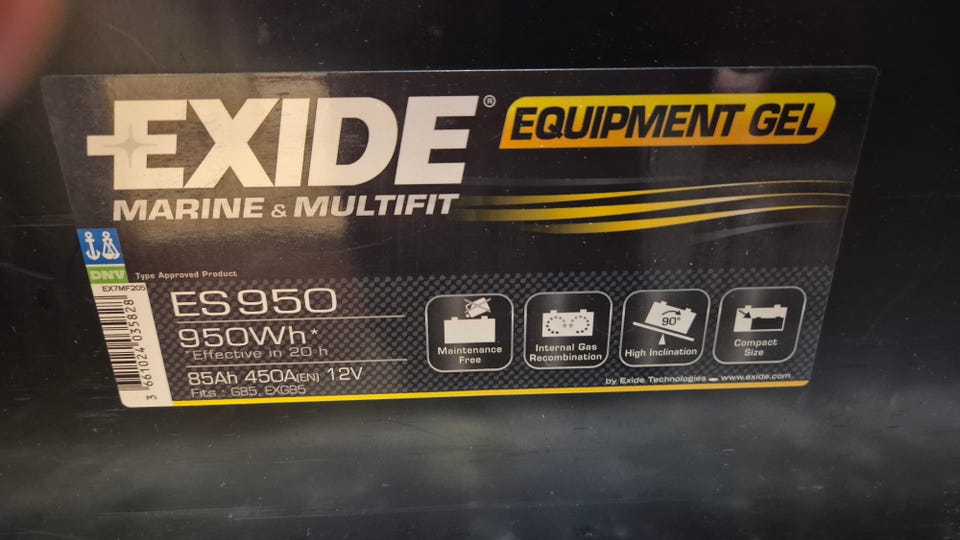 EXIDE®
EQUIPMENT GEL
MARINE & MULTIFIT
DNV
Type Approved Product
EX7MF205
3 661024 035828
ES950
950Wh*
*Effective in 20 h
85Ah 450A(EN) 12V
Fits : G85, EXG85
Maintenance
Free
Internal Gas
Recombination
90°
High Inclination
Compact
Size
by Exide Technologies - www.exide.com